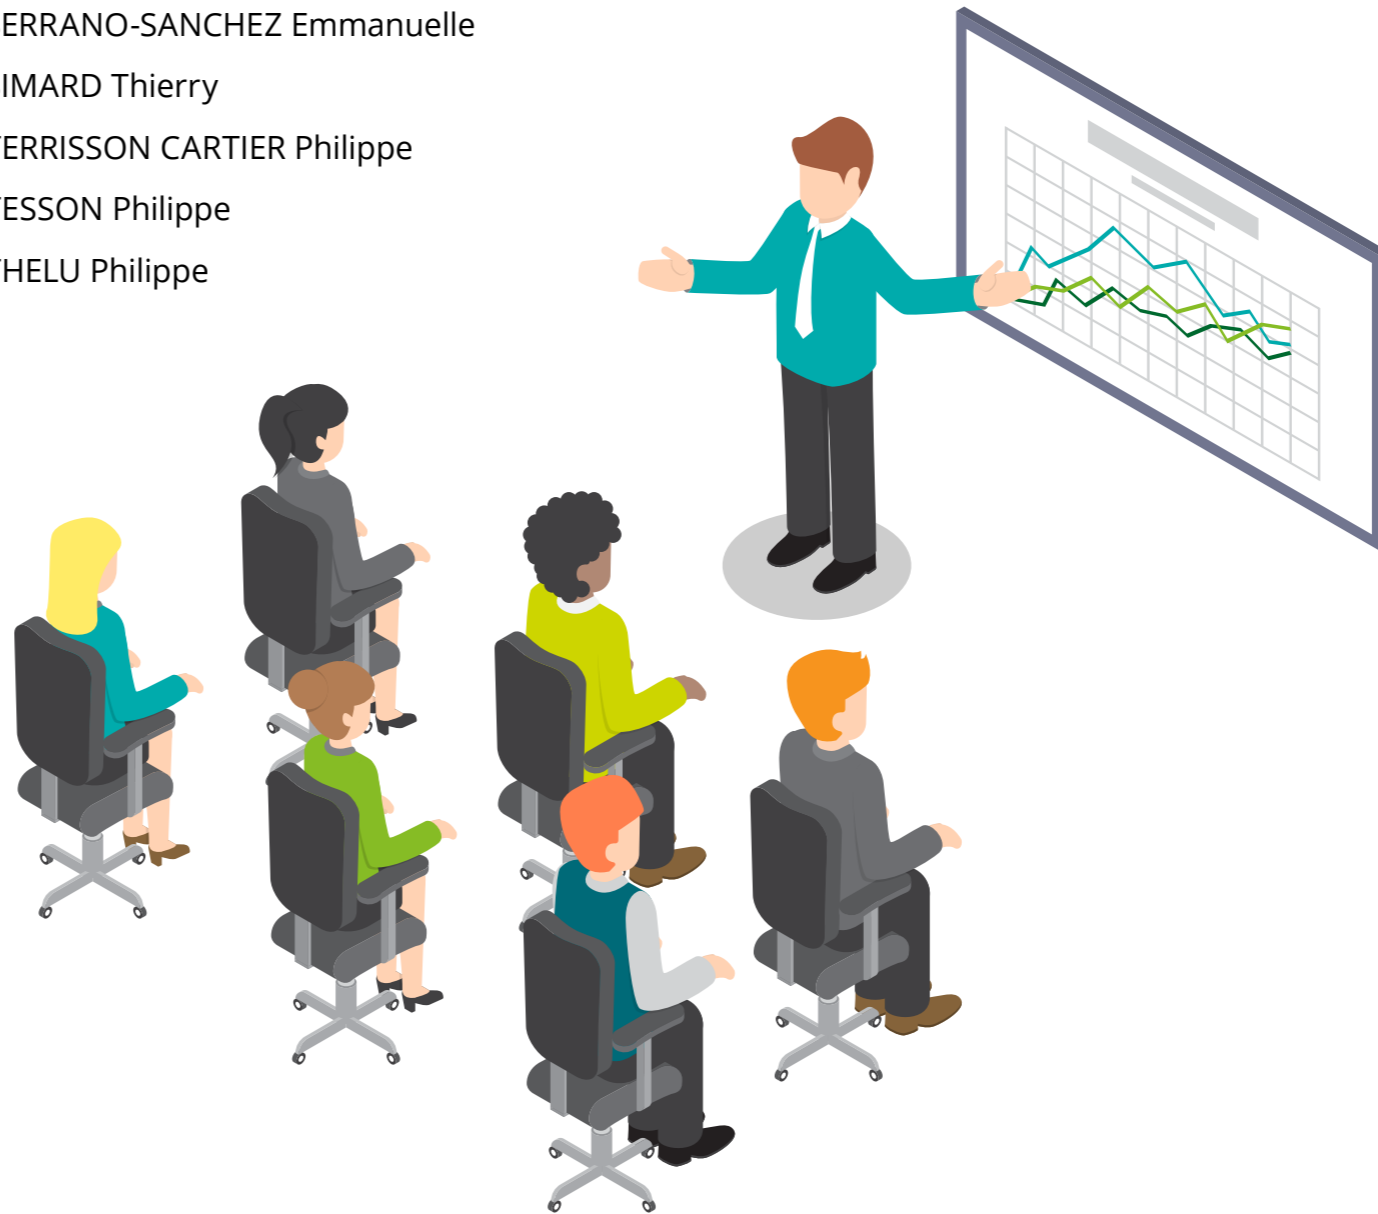 ERRANO-SANCHEZ Emmanuelle
IMARD Thierry
ERRISSON CARTIER Philippe
ESSON Philippe
HELU Philippe